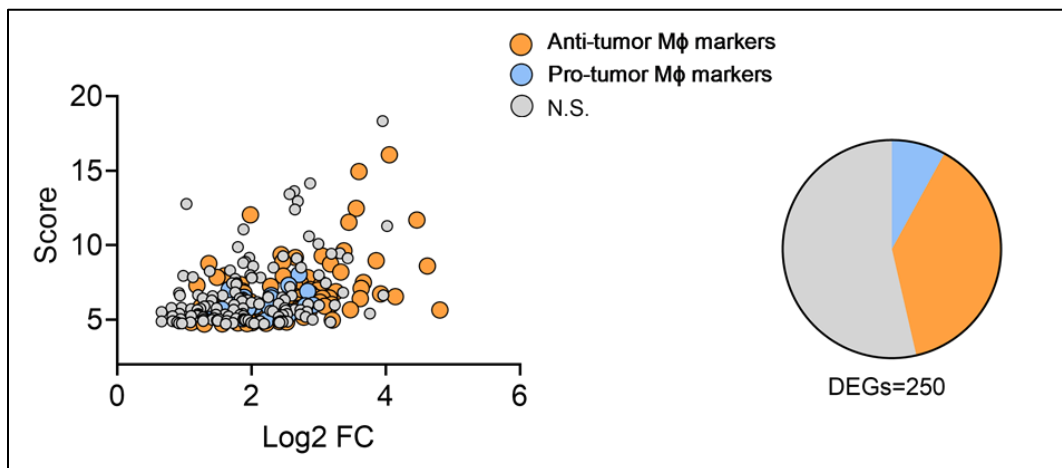 Anti-tumor Mϕ markers
Pro-tumor Mϕ markers
N.S.
20
15
10
5
Score
0 2 4 6
Log2 FC
DEGs=250